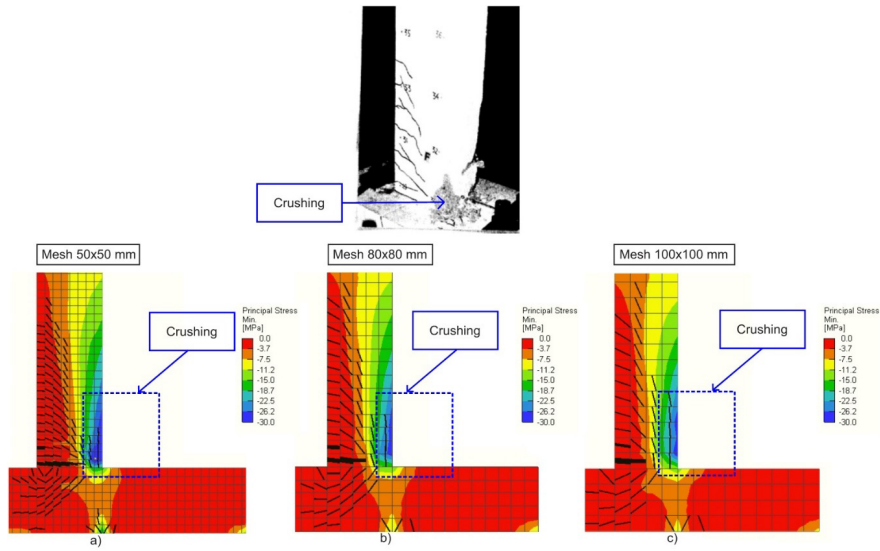 Crushing
Mesh 50x50 mm
Mesh 80x80 mm
Mesh 100x100 mm
Principal Stress
Min.
[MPa]
0.0
-3.7
-7.5
-11.2
-15.0
-18.7
-22.5
-26.2
-30.0
Crushing
Principal Stress
Min.
[MPa]
0.0
-3.7
-7.5
-11.2
-15.0
-18.7
-22.5
-26.2
-30.0
Crushing
Principal Stress
Min.
[MPa]
0.0
-3.7
-7.5
-11.2
-15.0
-18.7
-22.5
-26.2
-30.0
Crushing
a)
b)
c)